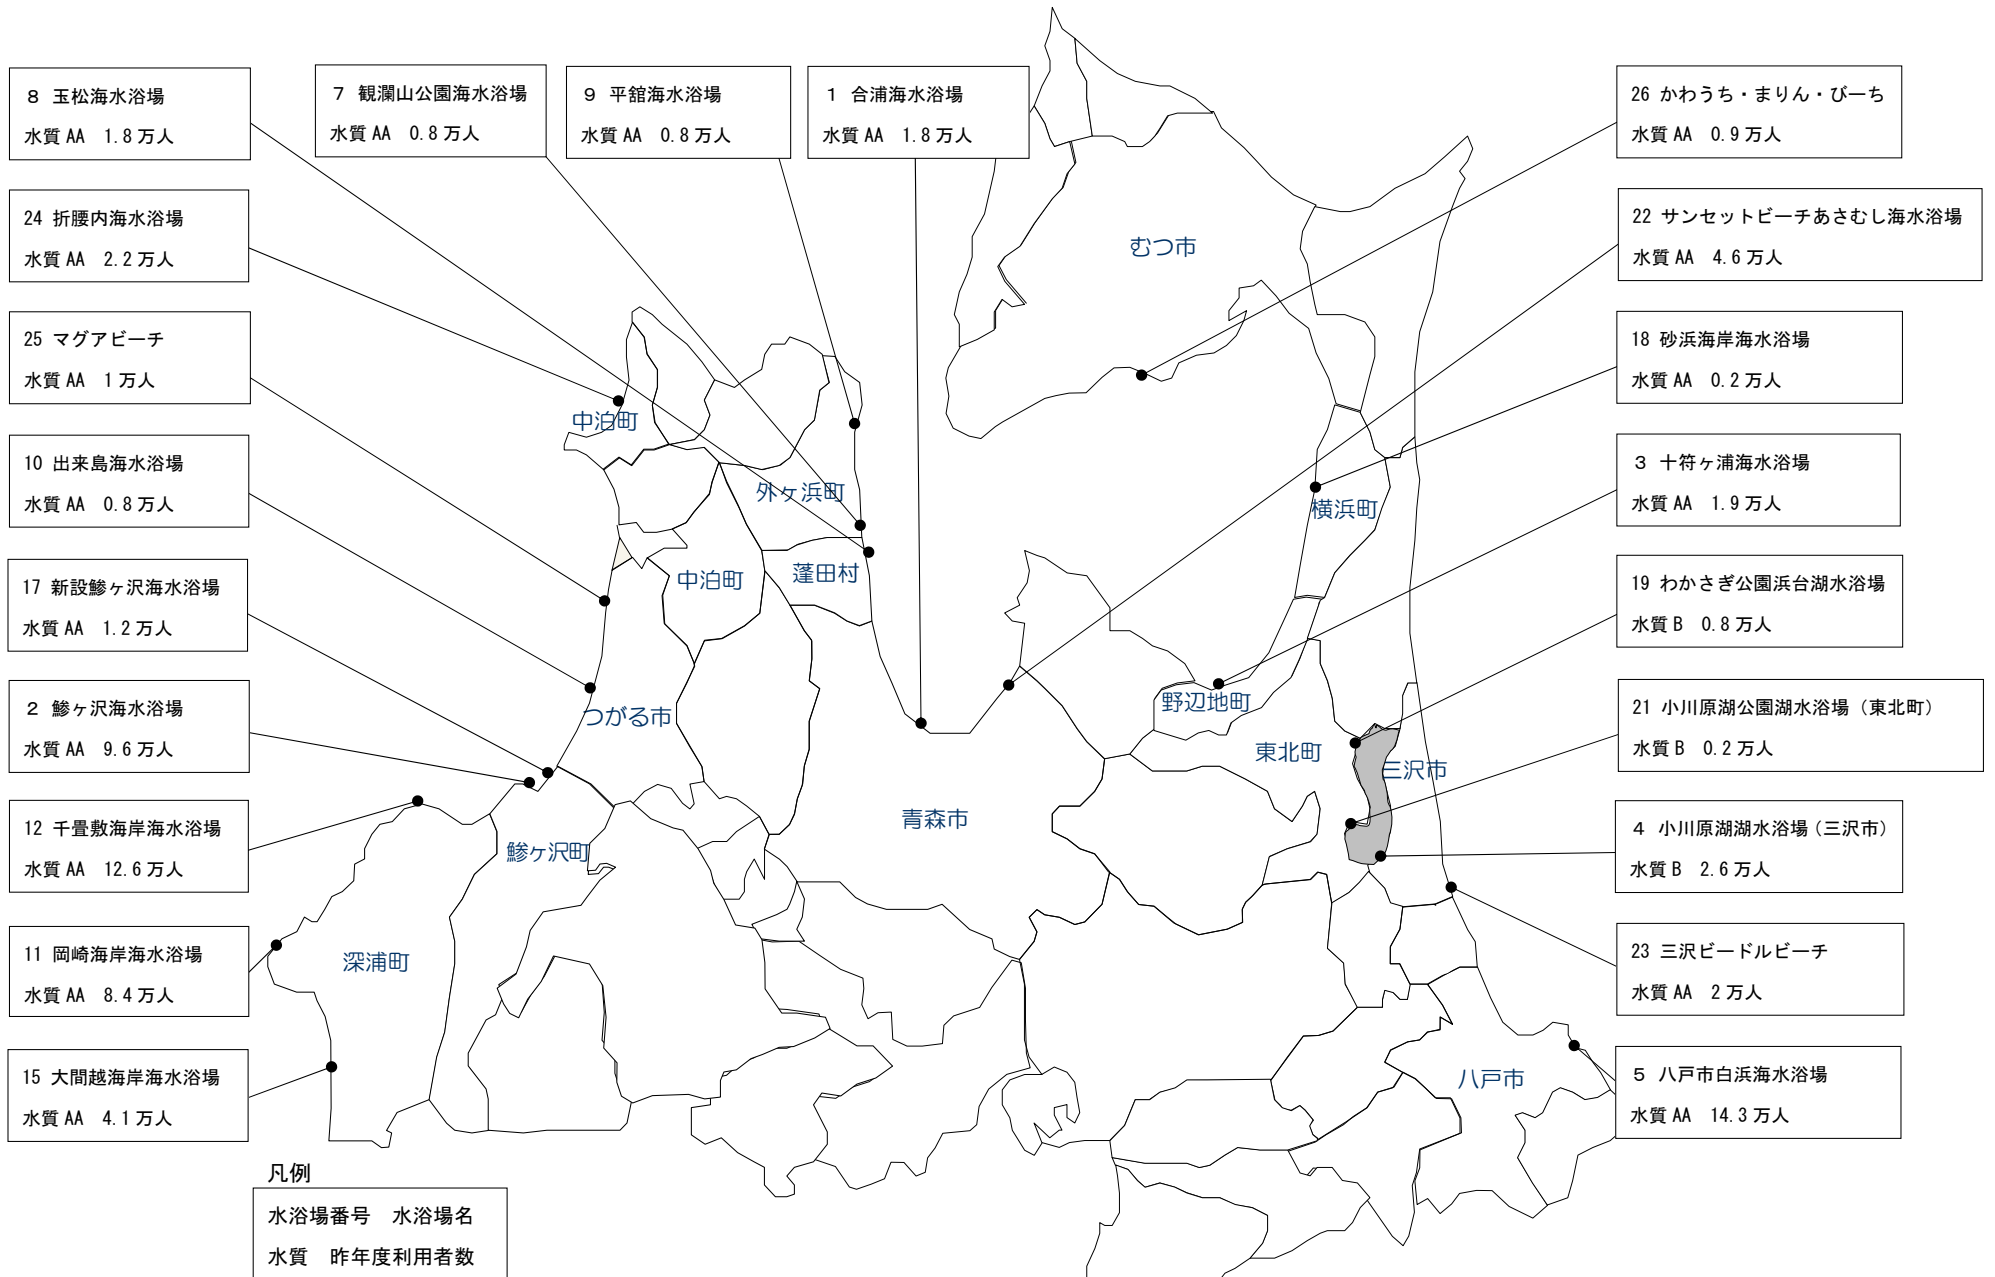 8 玉松海水浴場
水質 AA 1.8 万人
7 観瀾山公園海水浴場
水質 AA 0.8 万人
9 平舘海水浴場
水質 AA 0.8 万人
1 合浦海水浴場
水質 AA 1.8 万人
26 かわうち・まりん・びーち
水質 AA 0.9 万人
24 折腰内海水浴場
水質 AA 2.2 万人
22 サンセットビーチあさむし海水浴場
水質 AA 4.6 万人
25 マグアビーチ
水質 AA 1 万人
18 砂浜海岸海水浴場
水質 AA 0.2 万人
10 出来島海水浴場
水質 AA 0.8 万人
3 十符ヶ浦海水浴場
水質 AA 1.9 万人
17 新設鰺ヶ沢海水浴場
水質 AA 1.2 万人
19 わかさぎ公園浜台湖水浴場
水質 B 0.8 万人
2 鰺ヶ沢海水浴場
水質 AA 9.6 万人
21 小川原湖公園湖水浴場（東北町）
水質 B 0.2 万人
12 千畳敷海岸海水浴場
水質 AA 12.6 万人
4 小川原湖湖水浴場（三沢市）
水質 B 2.6 万人
11 岡崎海岸海水浴場
水質 AA 8.4 万人
23 三沢ビードルビーチ
水質 AA 2 万人
15 大間越海岸海水浴場
水質 AA 4.1 万人
5 八戸市白浜海水浴場
水質 AA 14.3 万人
むつ市
中泊町
外ヶ浜町
横浜町
中泊町
蓬田村
つがる市
野辺地町
東北町
三沢市
青森市
鰺ヶ沢町
深浦町
八戸市
凡例
水浴場番号 水浴場名
水質 昨年度利用者数